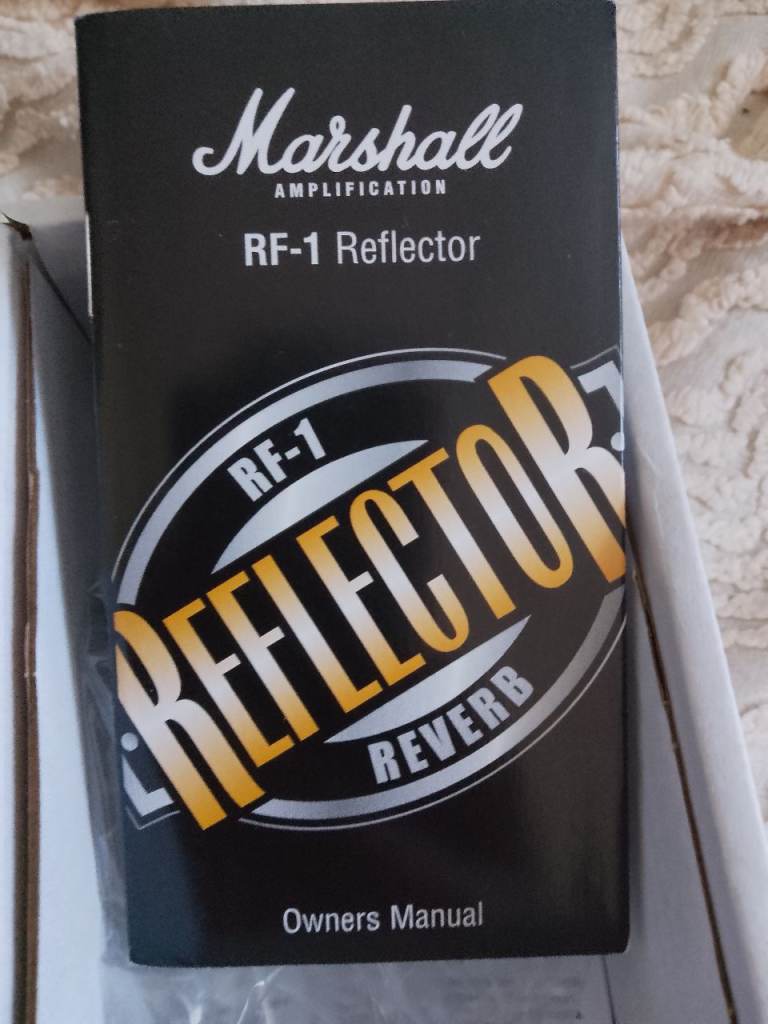 Marshall
AMPLIFICATION
RF-1 Reflector
RF-1
REFLECTOR
REVERB
Owners Manual